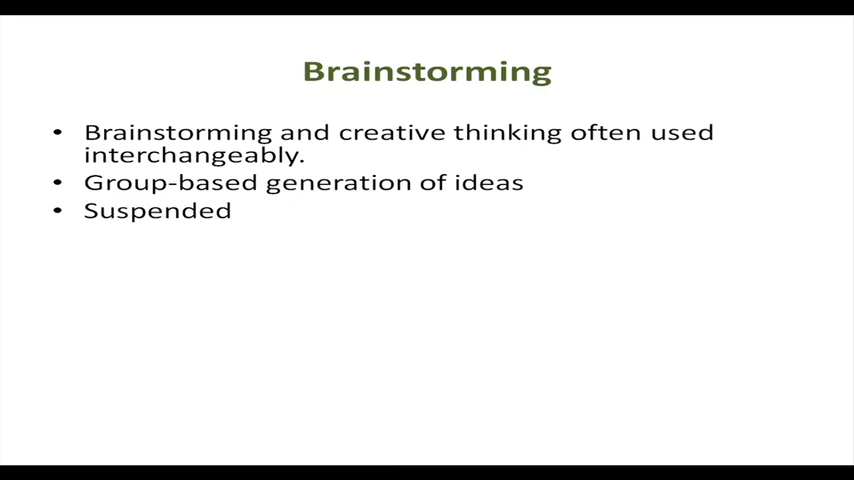 Brainstorming
• Brainstorming and creative thinking often used
interchangeably.
• Group-based generation of ideas
• Suspended